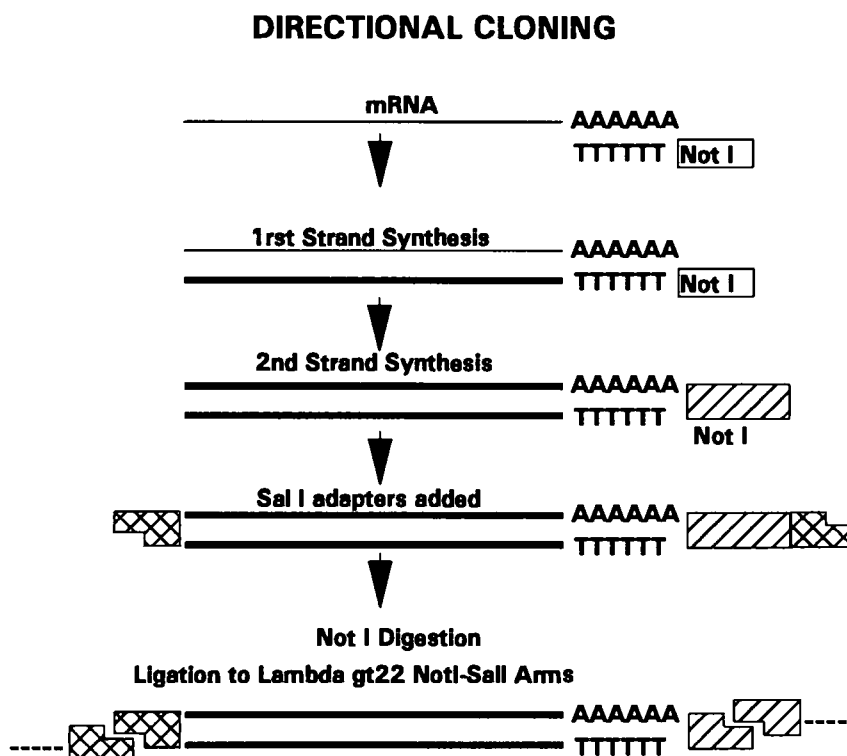 DIRECTIONAL CLONING
mRNA
AAAAAA
TTTTTT Not I
1rst Strand Synthesis
AAAAAA
TTTTTT Not I
2nd Strand Synthesis
AAAAAA
TTTTTT
Not I
Sal I adapters added
AAAAAA
TTTTTT
Not I Digestion
Ligation to Lambda gt22 NotI-SalI Arms
AAAAAA
TTTTTT